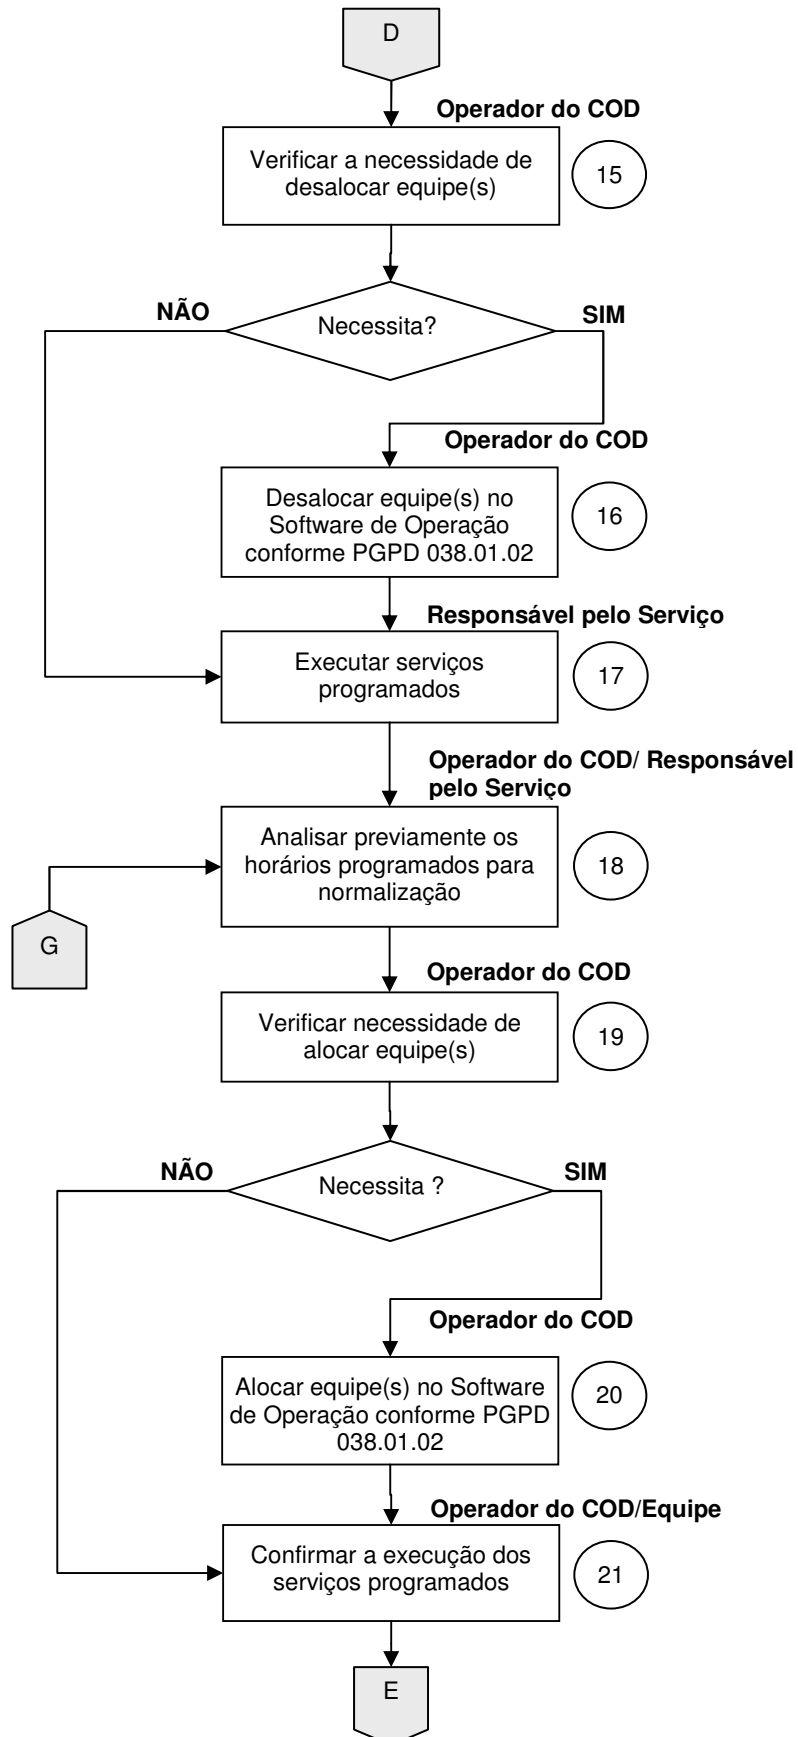 D
Operador do COD
Verificar a necessidade de
desalocar equipe(s)
15
NÃO
Necessita?
SIM
Operador do COD
Desalocar equipe(s) no
Software de Operação
conforme PGPD 038.01.02
16
Responsável pelo Serviço
Executar serviços
programados
17
Operador do COD/ Responsável
pelo Serviço
Analisar previamente os
horários programados para
normalização
18
G
Operador do COD
Verificar necessidade de
alocar equipe(s)
19
NÃO
Necessita ?
SIM
Operador do COD
Alocar equipe(s) no Software
de Operação conforme PGPD
038.01.02
20
Operador do COD/Equipe
Confirmar a execução dos
serviços programados
21
E